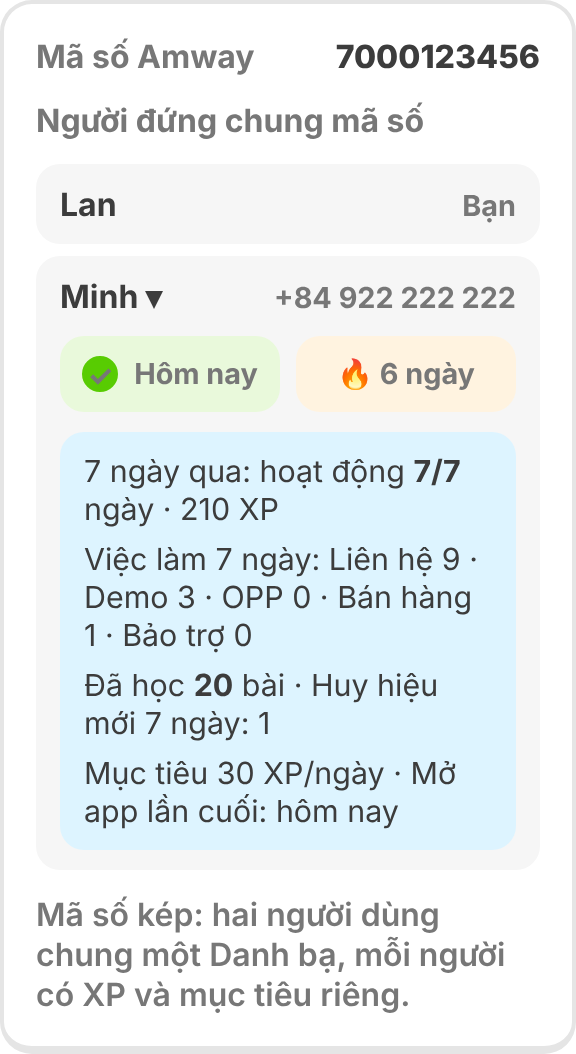 Mã số Amway 7000123456
Người đứng chung mã số
Lan Bạn
Minh ▼ +84 922 222 222
Hôm nay 🔥 6 ngày
7 ngày qua: hoạt động 7/7
ngày · 210 XP
Việc làm 7 ngày: Liên hệ 9 ·
Demo 3 · OPP 0 · Bán hàng
1 · Bảo trợ 0
Đã học 20 bài · Huy hiệu
mới 7 ngày: 1
Mục tiêu 30 XP/ngày · Mở
app lần cuối: hôm nay
Mã số kép: hai người dùng
chung một Danh bạ, mỗi người
có XP và mục tiêu riêng.